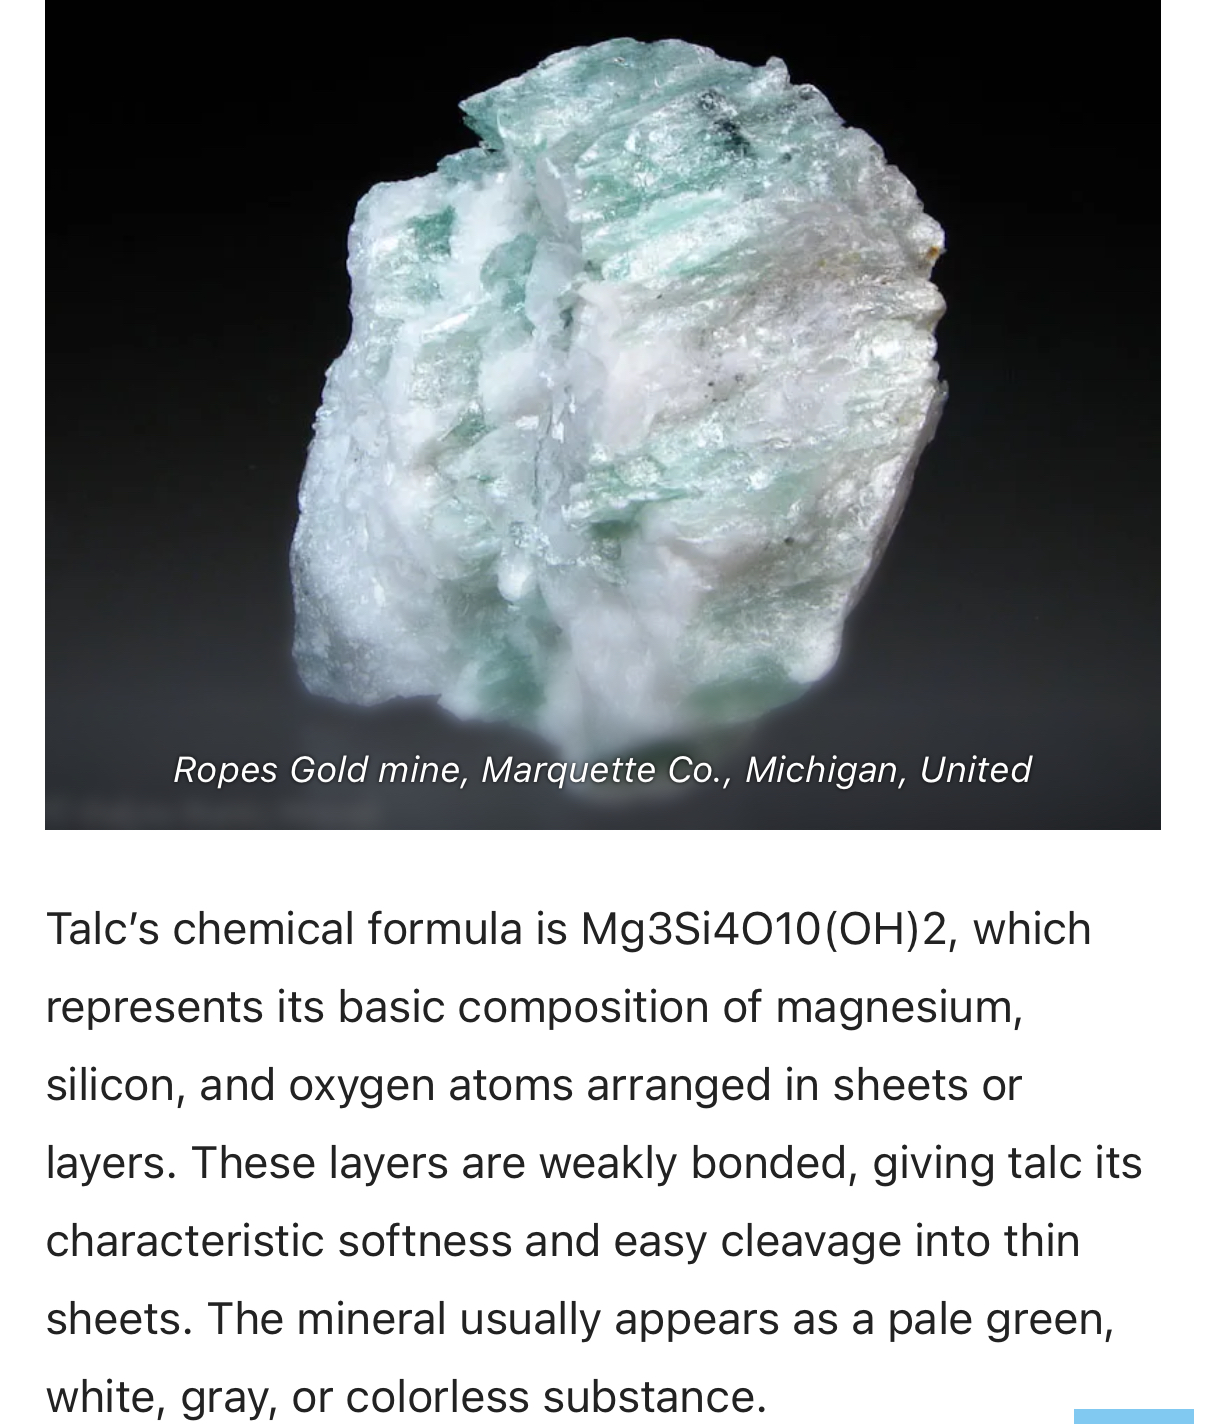 Ropes Gold mine, Marquette Co., Michigan, United
Talc’s chemical formula is Mg3Si4O10(OH)2, which
represents its basic composition of magnesium,
silicon, and oxygen atoms arranged in sheets or
layers. These layers are weakly bonded, giving talc its
characteristic softness and easy cleavage into thin
sheets. The mineral usually appears as a pale green,
white, gray, or colorless substance.